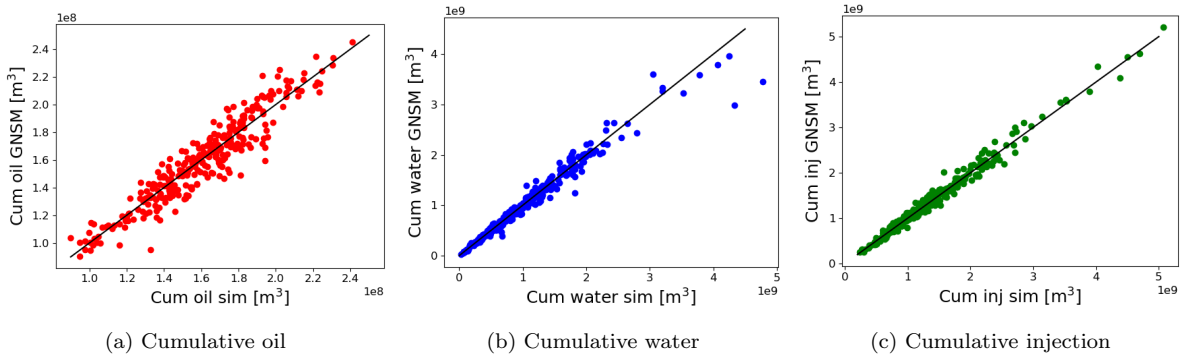 1e8
2.4
2.2
2.0
1.8
1.6
1.4
1.2
1.0
Cum oil GNSM [m³]
1.0 1.2 1.4 1.6 1.8 2.0 2.2 2.4
1e8
Cum oil sim [m³]
(a) Cumulative oil
1e9
4
3
2
1
0
Cum water GNSM [m³]
0 1 2 3 4 5
1e9
Cum water sim [m³]
(b) Cumulative water
1e9
5
4
3
2
1
0
Cum inj GNSM [m³]
0 1 2 3 4 5
1e9
Cum inj sim [m³]
(c) Cumulative injection